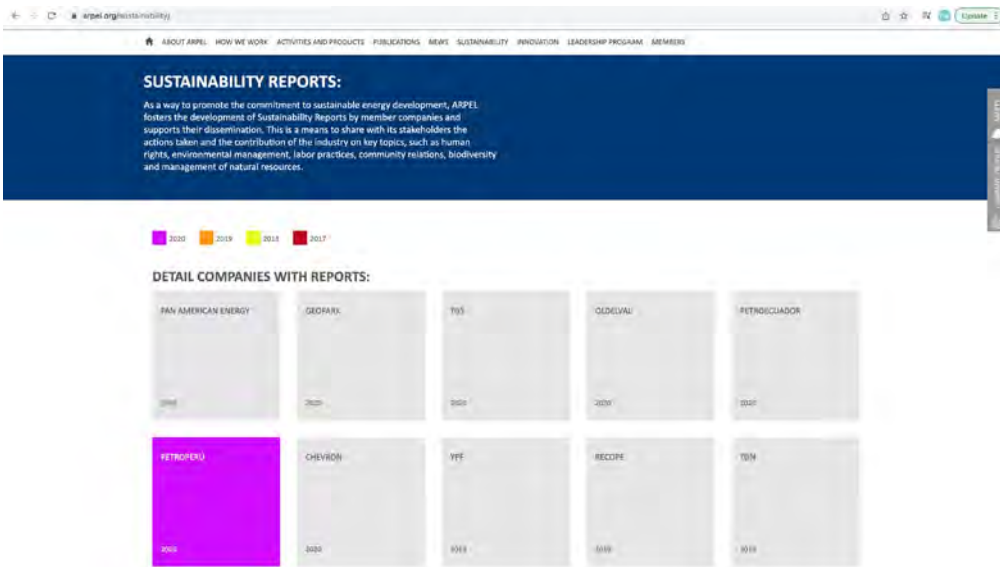 arpel.org/sustainability/
Update
ABOUT ARPEL HOW WE WORK ACTIVITIES AND PRODUCTS PUBLICATIONS NEWS SUSTAINABILITY INNOVATION LEADERSHIP PROGRAM MEMBERS
SUSTAINABILITY REPORTS:
As a way to promote the commitment to sustainable energy development, ARPEL
fosters the development of Sustainability Reports by member companies and
supports their dissemination. This is a means to share with its stakeholders the
actions taken and the contribution of the industry on key topics, such as human
rights, environmental management, labor practices, community relations, biodiversity
and management of natural resources.
2020 2019 2018 2017
DETAIL COMPANIES WITH REPORTS:
PAN AMERICAN ENERGY GEOPARK TGS OLDELVAL PETROECUADOR
2020 2020 2020 2020
PETROPERÚ CHEVRON YPF RECOPE
2020 2020 2019 2019 2019